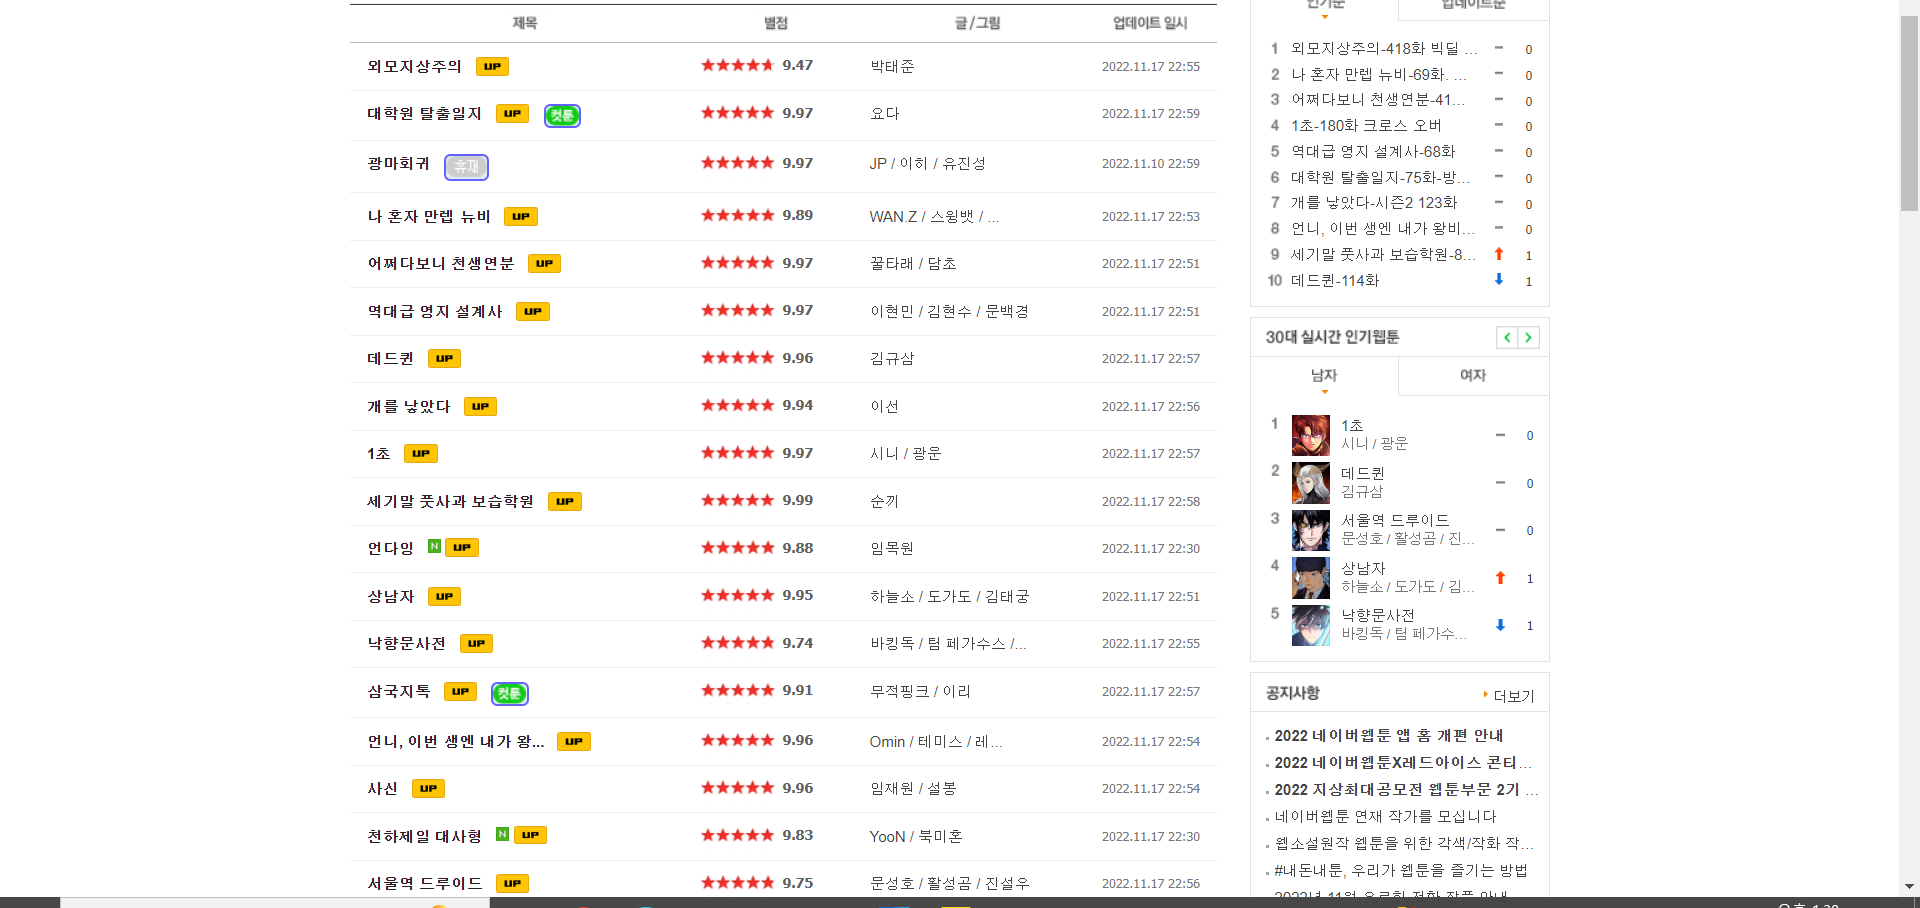 제목 별점 글 / 그림 업데이트 일시
외모지상주의 UP 9.47 박태준 2022.11.17 22:55
대학원 탈출일지 UP 컷툰 9.97 요다 2022.11.17 22:59
광마회귀 휴재 9.97 JP / 이히 / 유진성 2022.11.10 22:59
나 혼자 만렙 뉴비 UP 9.89 WAN.Z / 스윙뱃 / ... 2022.11.17 22:53
어쩌다보니 천생연분 UP 9.97 꿀타래 / 담초 2022.11.17 22:51
역대급 영지 설계사 UP 9.97 이현민 / 김현수 / 문백경 2022.11.17 22:51
데드퀸 UP 9.96 김규삼 2022.11.17 22:57
개를 낳았다 UP 9.94 이선 2022.11.17 22:56
1초 UP 9.97 시니 / 광운 2022.11.17 22:57
세기말 풋사과 보습학원 UP 9.99 순끼 2022.11.17 22:58
언다잉 N UP 9.88 임목원 2022.11.17 22:30
상남자 UP 9.95 하늘소 / 도가도 / 김태궁 2022.11.17 22:51
낙향문사전 UP 9.74 바킹독 / 팀 페가수스 /... 2022.11.17 22:55
삼국지톡 UP 컷툰 9.91 무적핑크 / 이리 2022.11.17 22:57
언니, 이번 생엔 내가 왕... UP 9.96 Omin / 테미스 / 레... 2022.11.17 22:54
사신 UP 9.96 임재원 / 설봉 2022.11.17 22:54
천하제일 대사형 N UP 9.83 YooN / 북미혼 2022.11.17 22:30
서울역 드루이드 UP 9.75 문성호 / 활성곰 / 진설우 2022.11.17 22:56
인기순 업데이트순
1 외모지상주의-418화 빅딜 ... 0
2 나 혼자 만렙 뉴비-69화. ... 0
3 어쩌다보니 천생연분-41... 0
4 1초-180화 크로스 오버 0
5 역대급 영지 설계사-68화 0
6 대학원 탈출일지-75화-방... 0
7 개를 낳았다-시즌2 123화 0
8 언니, 이번 생엔 내가 왕비... 0
9 세기말 풋사과 보습학원-8... 1
10 데드퀸-114화 1
30대 실시간 인기웹툰
남자 여자
1 1초 0
시니 / 광운
2 데드퀸 0
김규삼
3 서울역 드루이드 0
문성호 / 활성곰 / 진...
4 상남자 1
하늘소 / 도가도 / 김...
5 낙향문사전 1
바킹독 / 팀 페가수...
공지사항 더보기
2022 네이버웹툰 앱 홈 개편 안내
2022 네이버웹툰X레드아이스 콘티...
2022 지상최대공모전 웹툰부문 2기 ...
네이버웹툰 연재 작가를 모십니다
웹소설원작 웹툰을 위한 각색/작화 작...
#내돈내툰, 우리가 웹툰을 즐기는 방법
2022년 11월 유료화 전환 작품 안내